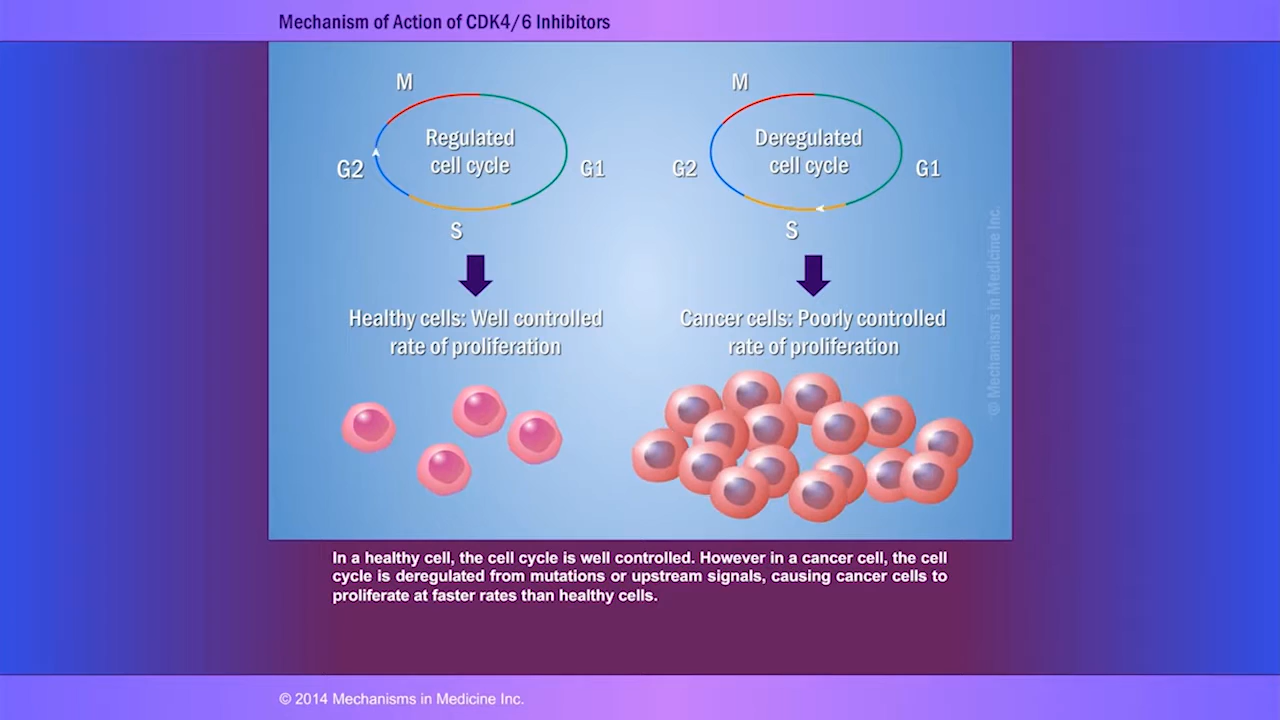 Mechanism of Action of CDK4/6 Inhibitors
M
M
Regulated
cell cycle
Deregulated
cell cycle
G2
G1
G2
G1
S
S
Healthy cells: Well controlled
rate of proliferation
Cancer cells: Poorly controlled
rate of proliferation
© Mechanisms in Medicine Inc.
In a healthy cell, the cell cycle is well controlled. However in a cancer cell, the cell
cycle is deregulated from mutations or upstream signals, causing cancer cells to
proliferate at faster rates than healthy cells.
© 2014 Mechanisms in Medicine Inc.